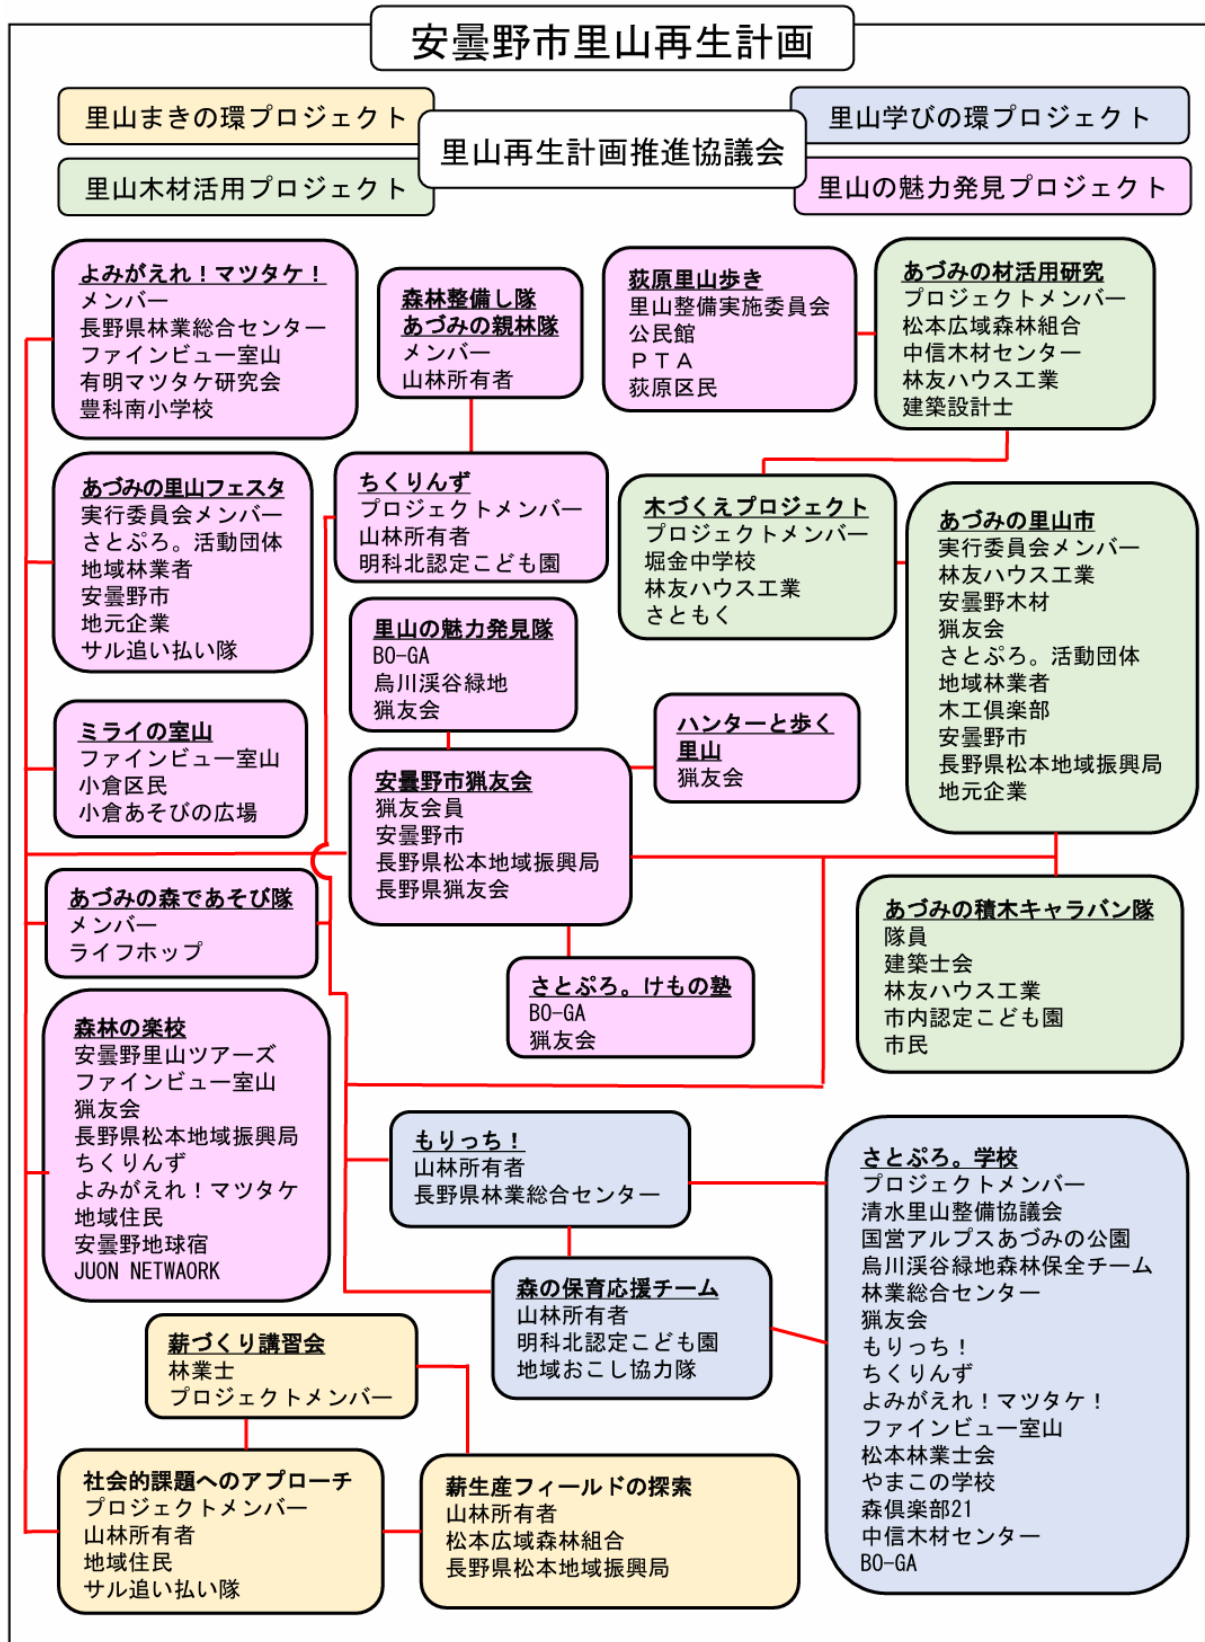 安曇野市里山再生計画
里山まきの環プロジェクト
里山学びの環プロジェクト
里山再生計画推進協議会
里山木材活用プロジェクト
里山の魅力発見プロジェクト
よみがえれ！マツタケ！
メンバー
長野県林業総合センター
ファインビュー室山
有明マツタケ研究会
豊科南小学校
森林整備し隊
あづみの親林隊
メンバー
山林所有者
荻原里山歩き
里山整備実施委員会
公民館
ＰＴＡ
荻原区民
あづみの材活用研究
プロジェクトメンバー
松本広域森林組合
中信木材センター
林友ハウス工業
建築設計士
あづみの里山フェスタ
実行委員会メンバー
さとぷろ。活動団体
地域林業者
安曇野市
地元企業
サル追い払い隊
ちくりんず
プロジェクトメンバー
山林所有者
明科北認定こども園
木づくえプロジェクト
プロジェクトメンバー
堀金中学校
林友ハウス工業
さともく
あづみの里山市
実行委員会メンバー
林友ハウス工業
安曇野木材
猟友会
さとぷろ。活動団体
地域林業者
木工倶楽部
安曇野市
長野県松本地域振興局
地元企業
里山の魅力発見隊
BO-GA
烏川渓谷緑地
猟友会
ミライの室山
ファインビュー室山
小倉区民
小倉あそびの広場
安曇野市猟友会
猟友会員
安曇野市
長野県松本地域振興局
長野県猟友会
ハンターと歩く
里山
猟友会
あづみの森であそび隊
メンバー
ライフホップ
さとぷろ。けもの塾
BO-GA
猟友会
あづみの積木キャラバン隊
隊員
建築士会
林友ハウス工業
市内認定こども園
市民
森林の楽校
安曇野里山ツアーズ
ファインビュー室山
猟友会
長野県松本地域振興局
ちくりんず
よみがえれ！マツタケ
地域住民
安曇野地球宿
JUON NETWAORK
もりっち！
山林所有者
長野県林業総合センター
さとぷろ。学校
プロジェクトメンバー
清水里山整備協議会
国営アルプスあづみの公園
烏川渓谷緑地森林保全チーム
林業総合センター
猟友会
もりっち！
ちくりんず
よみがえれ！マツタケ！
ファインビュー室山
松本林業士会
やまこの学校
森倶楽部21
中信木材センター
BO-GA
森の保育応援チーム
山林所有者
明科北認定こども園
地域おこし協力隊
薪づくり講習会
林業士
プロジェクトメンバー
社会的課題へのアプローチ
プロジェクトメンバー
山林所有者
地域住民
サル追い払い隊
薪生産フィールドの探索
山林所有者
松本広域森林組合
長野県松本地域振興局